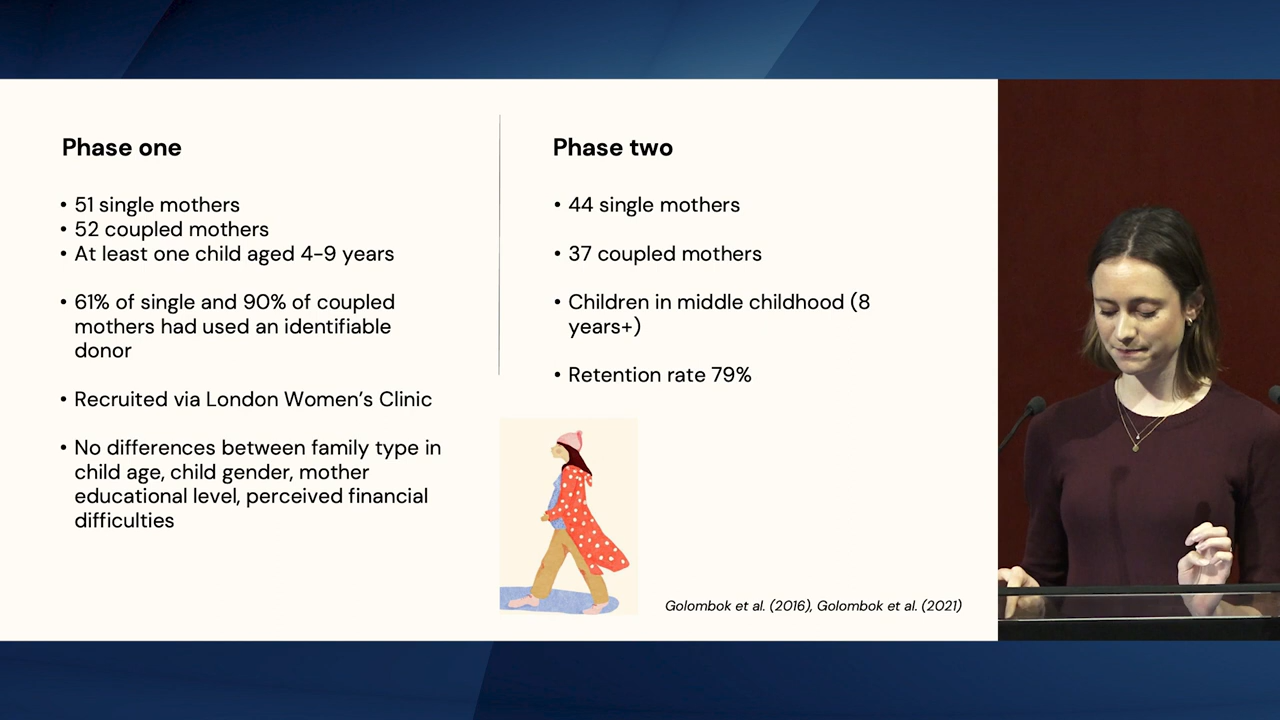 Phase one
• 51 single mothers
• 52 coupled mothers
• At least one child aged 4-9 years
• 61% of single and 90% of coupled
mothers had used an identifiable
donor
• Recruited via London Women's Clinic
• No differences between family type in
child age, child gender, mother
educational level, perceived financial
difficulties
Phase two
• 44 single mothers
• 37 coupled mothers
• Children in middle childhood (8
years+)
• Retention rate 79%
Golombok et al. (2016), Golombok et al. (2021)